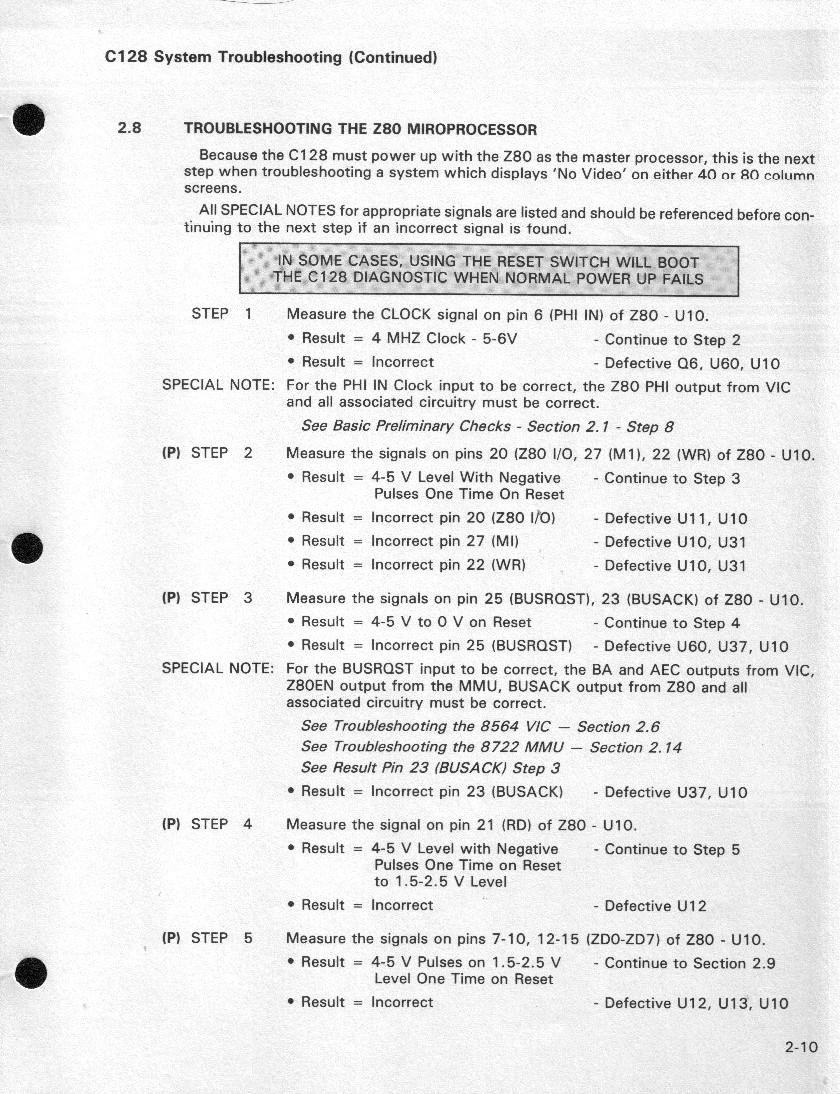 C128 System Troubleshooting (Continued)
2.8 TROUBLESHOOTING THE Z80 MIROPROCESSOR
Because the C128 must power up with the Z80 as the master processor, this is the next
step when troubleshooting a system which displays 'No Video' on either 40 or 80 column
screens.
All SPECIAL NOTES for appropriate signals are listed and should be referenced before con-
tinuing to the next step if an incorrect signal is found.
IN SOME CASES, USING THE RESET SWITCH WILL BOOT
THE C128 DIAGNOSTIC WHEN NORMAL POWER UP FAILS
STEP 1 Measure the CLOCK signal on pin 6 (PHI IN) of Z80 - U10.
• Result = 4 MHZ Clock - 5-6V - Continue to Step 2
• Result = Incorrect - Defective Q6, U60, U10
SPECIAL NOTE: For the PHI IN Clock input to be correct, the Z80 PHI output from VIC
and all associated circuitry must be correct.
See Basic Preliminary Checks - Section 2.1 - Step 8
(P) STEP 2 Measure the signals on pins 20 (Z80 I/O, 27 (M1), 22 (WR) of Z80 - U10.
• Result = 4-5 V Level With Negative - Continue to Step 3
Pulses One Time On Reset
• Result = Incorrect pin 20 (Z80 I/O) - Defective U11, U10
• Result = Incorrect pin 27 (MI) - Defective U10, U31
• Result = Incorrect pin 22 (WR) - Defective U10, U31
(P) STEP 3 Measure the signals on pin 25 (BUSRQST), 23 (BUSACK) of Z80 - U10.
• Result = 4-5 V to 0 V on Reset - Continue to Step 4
• Result = Incorrect pin 25 (BUSRQST) - Defective U60, U37, U10
SPECIAL NOTE: For the BUSRQST input to be correct, the BA and AEC outputs from VIC,
Z80EN output from the MMU, BUSACK output from Z80 and all
associated circuitry must be correct.
See Troubleshooting the 8564 VIC — Section 2.6
See Troubleshooting the 8722 MMU — Section 2.14
See Result Pin 23 (BUSACK) Step 3
• Result = Incorrect pin 23 (BUSACK) - Defective U37, U10
(P) STEP 4 Measure the signal on pin 21 (RD) of Z80 - U10.
• Result = 4-5 V Level with Negative - Continue to Step 5
Pulses One Time on Reset
to 1.5-2.5 V Level
• Result = Incorrect - Defective U12
(P) STEP 5 Measure the signals on pins 7-10, 12-15 (ZD0-ZD7) of Z80 - U10.
• Result = 4-5 V Pulses on 1.5-2.5 V - Continue to Section 2.9
Level One Time on Reset
• Result = Incorrect - Defective U12, U13, U10
2-10